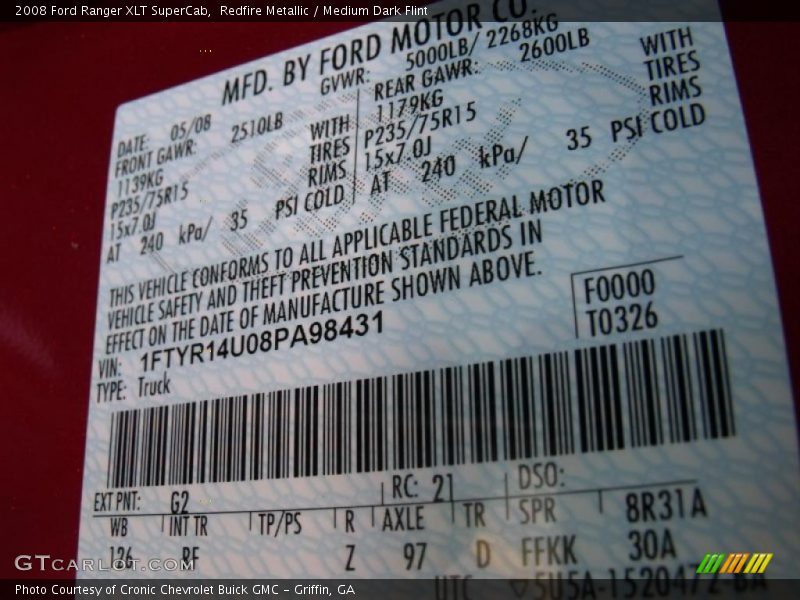 2008 Ford Ranger XLT SuperCab,  Redfire Metallic / Medium Dark Flint
MFD. BY FORD MOTOR CO.
DATE: 05/08 GVWR: 5000LB/ 2268KG
FRONT GAWR: 2510LB REAR GAWR: 2600LB
1139KG WITH 1179KG WITH
P235/75R15 TIRES P235/75R15 TIRES
15x7.0J RIMS 15x7.0J RIMS
AT 240 kPa/ 35 PSI COLD AT 240 kPa/ 35 PSI COLD
THIS VEHICLE CONFORMS TO ALL APPLICABLE FEDERAL MOTOR
VEHICLE SAFETY AND THEFT PREVENTION STANDARDS IN
EFFECT ON THE DATE OF MANUFACTURE SHOWN ABOVE.
F0000
T0326
VIN: 1FTYR14U08PA98431
TYPE: Truck
EXT PNT: G2 RC: 21 DSO:
WB INT TR TP/PS R AXLE TR SPR 8R31A
126 RF Z 97 D FFKK 30A
UTC
GTCARLOT.COM
Photo Courtesy of Cronic Chevrolet Buick GMC – Griffin, GA